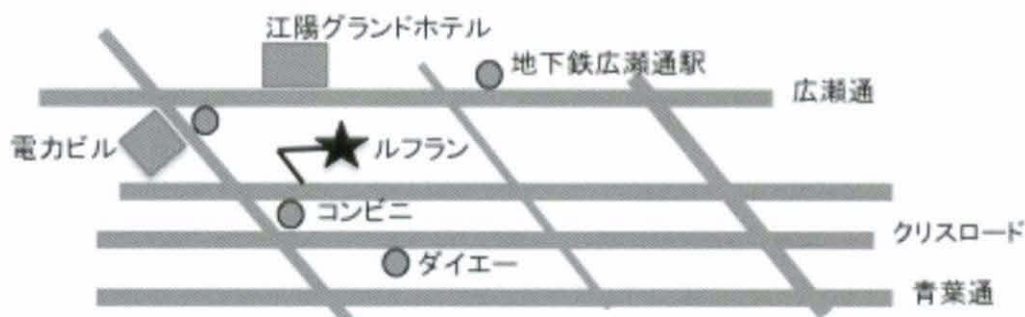 江陽グランドホテル
地下鉄広瀬通駅
広瀬通
電力ビル
ルフラン
コンビニ
クリスロード
ダイエー
青葉通